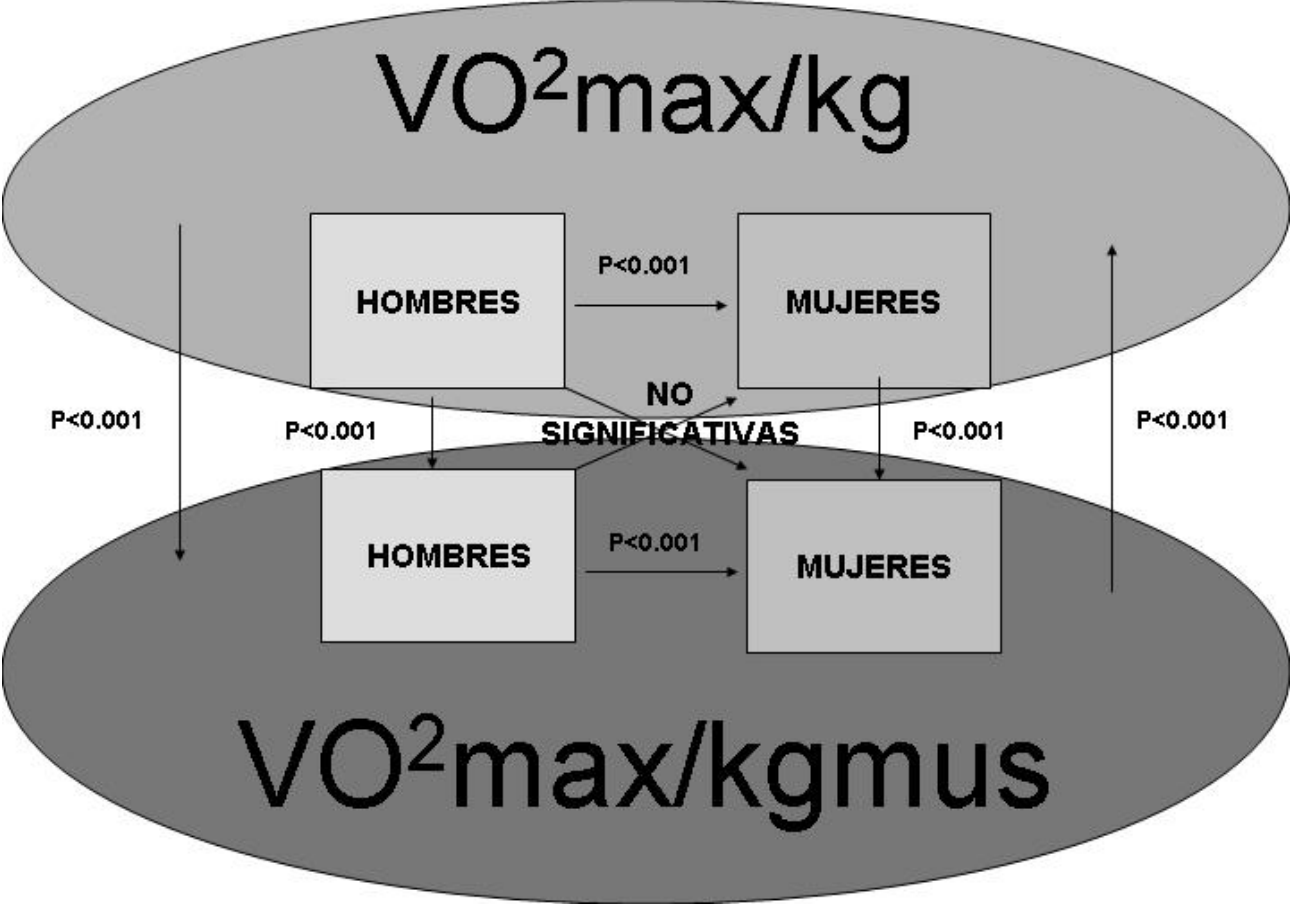 VO²max/kg
P<0.001
HOMBRES
MUJERES
NO
SIGNIFICATIVAS
P<0.001
P<0.001
P<0.001
P<0.001
P<0.001
HOMBRES
MUJERES
VO²max/kgmus